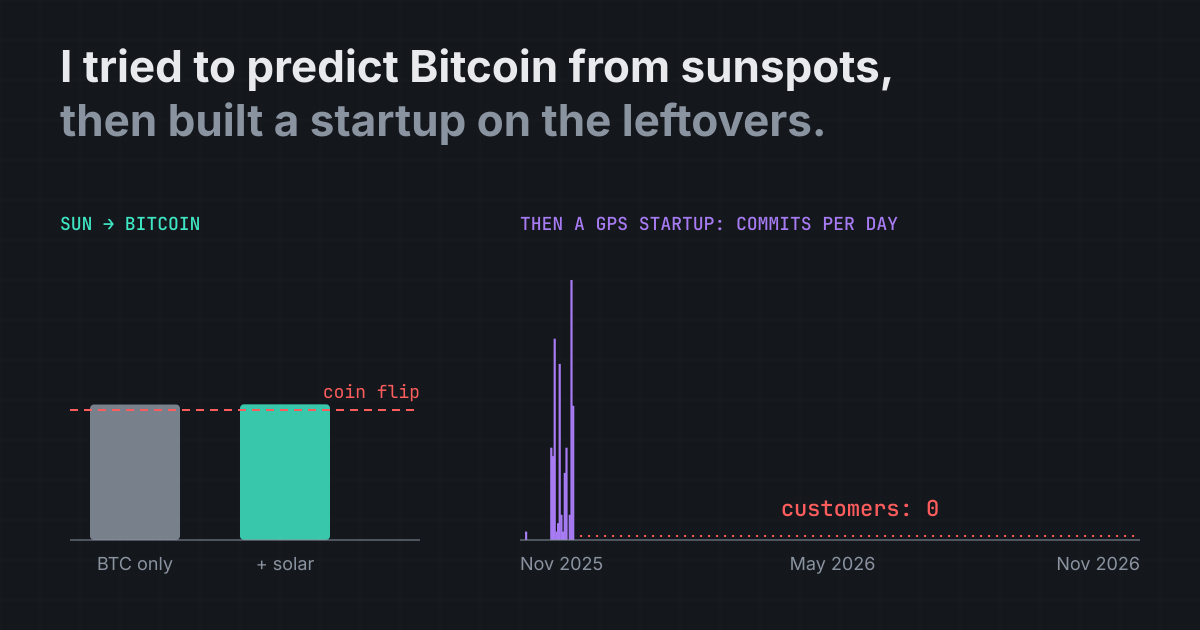 I tried to predict Bitcoin from sunspots,
then built a startup on the leftovers.
SUN → BITCOIN
THEN A GPS STARTUP: COMMITS PER DAY
coin flip
customers: 0
BTC only
+ solar
Nov 2025
May 2026
Nov 2026